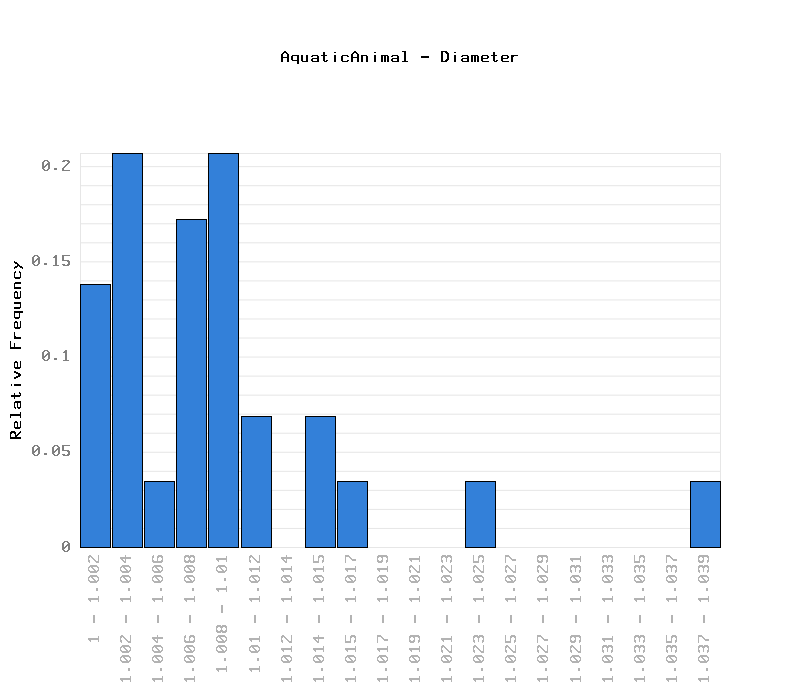 AquaticAnimal - Diameter
Relative Frequency
0.2
0.15
0.1
0.05
0
1 - 1.002
1.002 - 1.004
1.004 - 1.006
1.006 - 1.008
1.008 - 1.01
1.01 - 1.012
1.012 - 1.014
1.014 - 1.015
1.015 - 1.017
1.017 - 1.019
1.019 - 1.021
1.021 - 1.023
1.023 - 1.025
1.025 - 1.027
1.027 - 1.029
1.029 - 1.031
1.031 - 1.033
1.033 - 1.035
1.035 - 1.037
1.037 - 1.039